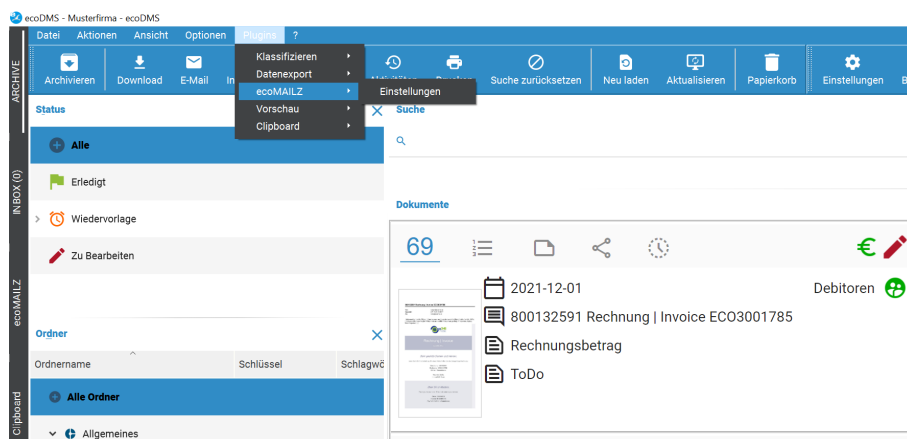 ecoDMS - Musterfirma - ecoDMS
Datei Aktionen Ansicht Optionen Plugins ?
Archivieren Download E-Mail Suche zurücksetzen Neu laden Aktualisieren Papierkorb Einstellungen
Klassifizieren
Datenexport
ecoMAILZ
Einstellungen
Vorschau
Clipboard
ARCHIVE
INBOX (0)
ecoMAILZ
Clipboard
Status
Alle
Erledigt
Wiedervorlage
Zu Bearbeiten
Ordner
Ordnername Schlüssel Schlagwö
Alle Ordner
Allgemeines
Suche
Dokumente
69
2021-12-01 Debitoren
800132591 Rechnung | Invoice ECO3001785
Rechnungsbetrag
ToDo